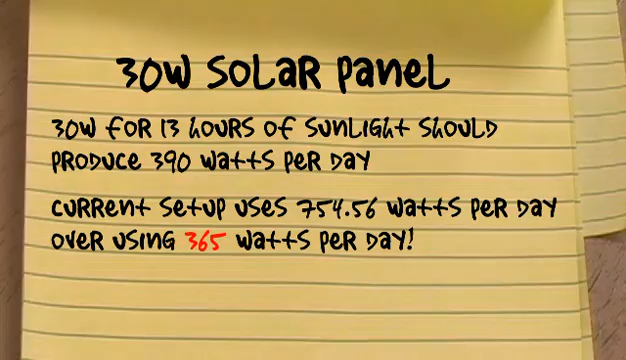 30W SOLAR PANEL
30W FOR 13 HOURS OF SUNLIGHT SHOULD
PRODUCE 390 WATTS PER DAY
CURRENT SETUP USES 754.56 WATTS PER DAY
OVER USING 365 WATTS PER DAY!